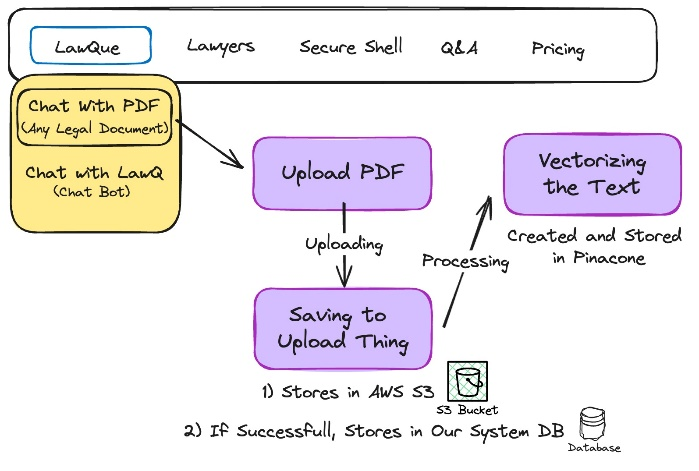 LawQue Lawyers Secure Shell Q&A Pricing
Chat With PDF
(Any Legal Document)
Chat with LawQ
(Chat Bot)
Upload PDF
Uploading
Saving to
Upload Thing
1) Stores in AWS S3
S3 Bucket
2) If Successfull, Stores in Our System DB
Database
Processing
Vectorizing
the Text
Created and Stored
in Pinacone